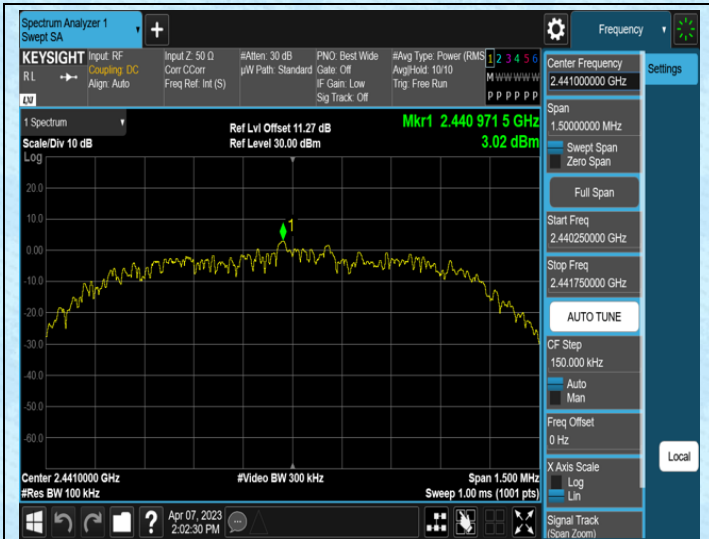 Spectrum Analyzer 1
Swept SA
Frequency
KEYSIGHT
RL
LXI
Input: RF
Coupling: DC
Align: Auto
Input Z: 50 Ω
Corr CCorr
Freq Ref: Int (S)
#Atten: 30 dB
µW Path: Standard
PNO: Best Wide
Gate: Off
IF Gain: Low
Sig Track: Off
#Avg Type: Power (RMS
Avg|Hold: 10/10
Trig: Free Run
1 2 3 4 5 6
M W W W W W
P P P P P P
Center Frequency
2.441000000 GHz
Settings
Span
1.50000000 MHz
Swept Span
Zero Span
Full Span
Start Freq
2.440250000 GHz
Stop Freq
2.441750000 GHz
AUTO TUNE
CF Step
150.000 kHz
Auto
Man
Freq Offset
0 Hz
X Axis Scale
Log
Lin
Signal Track
(Span Zoom)
Local
1 Spectrum
Scale/Div 10 dB
Log
Ref Lvl Offset 11.27 dB
Ref Level 30.00 dBm
Mkr1 2.440 971 5 GHz
3.02 dBm
20.0
10.0
0.00
-10.0
-20.0
-30.0
-40.0
-50.0
-60.0
1
Center 2.4410000 GHz
#Res BW 100 kHz
#Video BW 300 kHz
Span 1.500 MHz
Sweep 1.00 ms (1001 pts)
?
Apr 07, 2023
2:02:30 PM